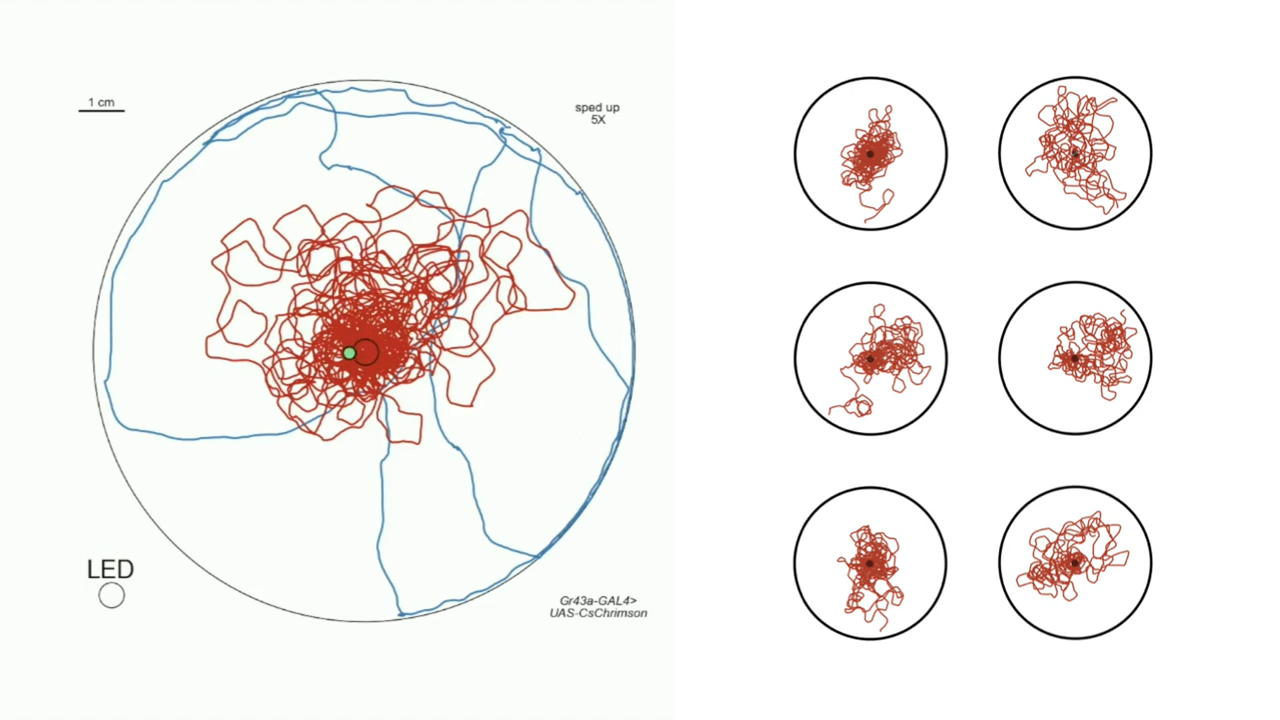 1 cm
sped up
5X
LED
Gr43a-GAL4>
UAS-CsChrimson